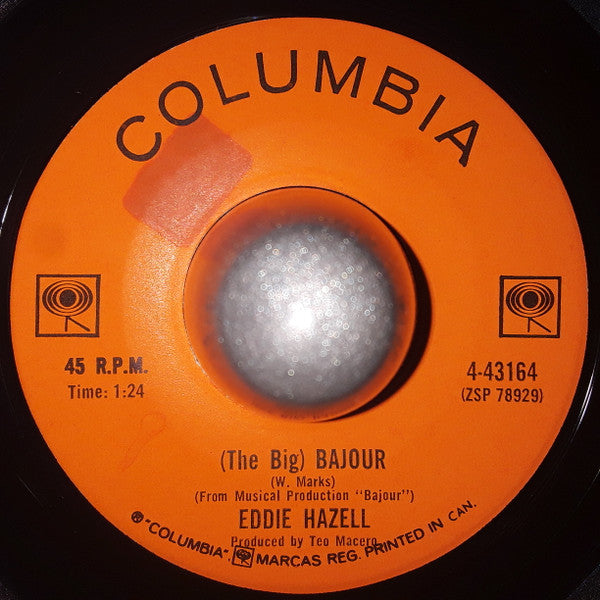 COLUMBIA
45 R.P.M.
Time: 1:24
4-43164
(ZSP 78929)
(The Big) BAJOUR
(W. Marks)
(From Musical Production "Bajour")
EDDIE HAZELL
Produced by Teo Macero
® "COLUMBIA", MARCAS REG. PRINTED IN CAN.